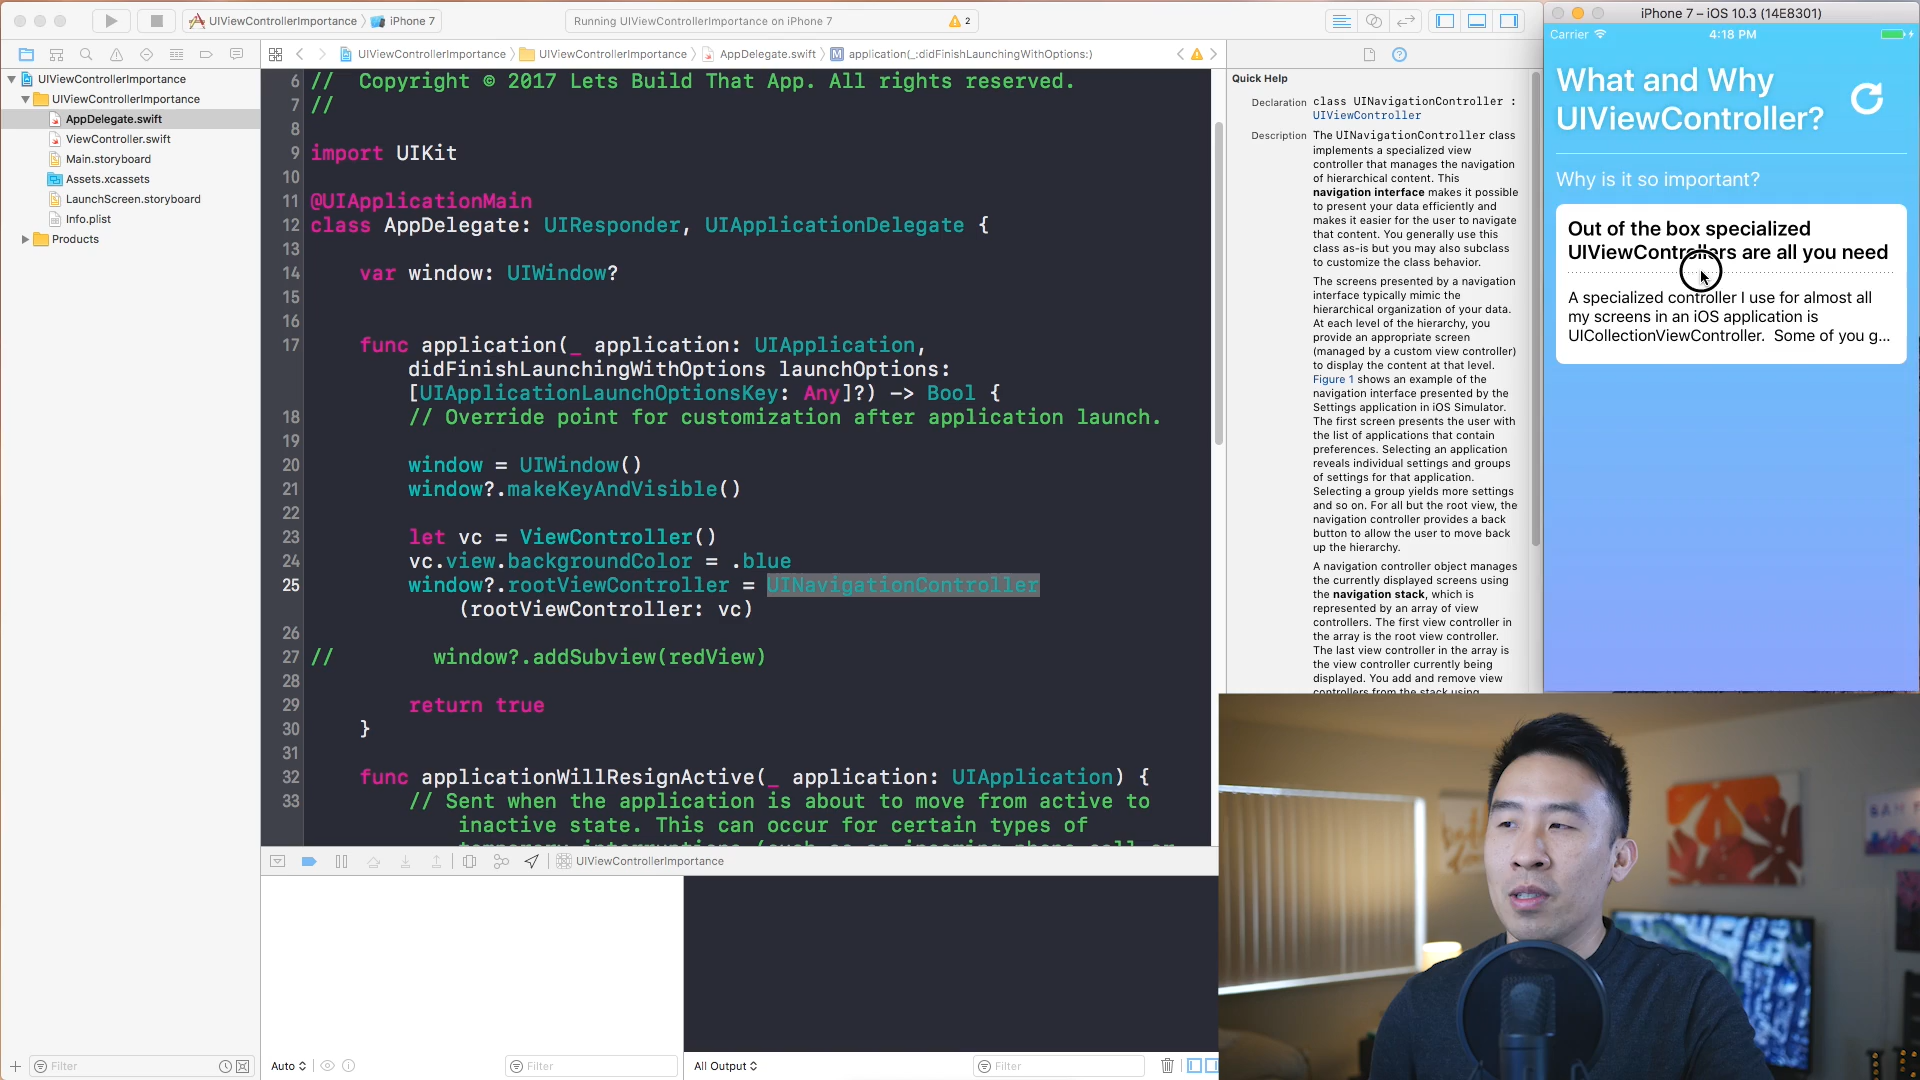 UIViewControllerImportance
iPhone 7
Running UIViewControllerImportance on iPhone 7
2
iPhone 7 – iOS 10.3 (14E8301)
UIViewControllerImportance
UIViewControllerImportance
AppDelegate.swift
application(_:didFinishLaunchingWithOptions:)
UIViewControllerImportance
UIViewControllerImportance
AppDelegate.swift
ViewController.swift
Main.storyboard
Assets.xcassets
LaunchScreen.storyboard
Info.plist
Products
6 // Copyright © 2017 Lets Build That App. All rights reserved.
7 //
8
9 import UIKit
10
11 @UIApplicationMain
12 class AppDelegate: UIResponder, UIApplicationDelegate {
13
14 var window: UIWindow?
15
16
17 func application(_ application: UIApplication,
didFinishLaunchingWithOptions launchOptions:
[UIApplicationLaunchOptionsKey: Any]?) -> Bool {
18 // Override point for customization after application launch.
19
20 window = UIWindow()
21 window?.makeKeyAndVisible()
22
23 let vc = ViewController()
24 vc.view.backgroundColor = .blue
25 window?.rootViewController = UINavigationController
(rootViewController: vc)
26
27 // window?.addSubview(redView)
28
29 return true
30 }
31
32 func applicationWillResignActive(_ application: UIApplication) {
33 // Sent when the application is about to move from active to
inactive state. This can occur for certain types of
Quick Help
Declaration class UINavigationController :
UIViewController
Description The UINavigationController class
implements a specialized view
controller that manages the navigation
of hierarchical content. This
navigation interface makes it possible
to present your data efficiently and
makes it easier for the user to navigate
that content. You generally use this
class as-is but you may also subclass
to customize the class behavior.
The screens presented by a navigation
interface typically mimic the
hierarchical organization of your data.
At each level of the hierarchy, you
provide an appropriate screen
(managed by a custom view controller)
to display the content at that level.
Figure 1 shows an example of the
navigation interface presented by the
Settings application in iOS Simulator.
The first screen presents the user with
the list of applications that contain
preferences. Selecting an application
reveals individual settings and groups
of settings for that application.
Selecting a group yields more settings
and so on. For all but the root view, the
navigation controller provides a back
button to allow the user to move back
up the hierarchy.
A navigation controller object manages
the currently displayed screens using
the navigation stack, which is
represented by an array of view
controllers. The first view controller in
the array is the root view controller.
The last view controller in the array is
the view controller currently being
displayed. You add and remove view
controllers from the stack using
Carrier
4:18 PM
What and Why
UIViewController?
Why is it so important?
Out of the box specialized
UIViewControllers are all you need
A specialized controller I use for almost all
my screens in an iOS application is
UICollectionViewController. Some of you g...
UIViewControllerImportance
Filter
Auto
Filter
All Output
Filter